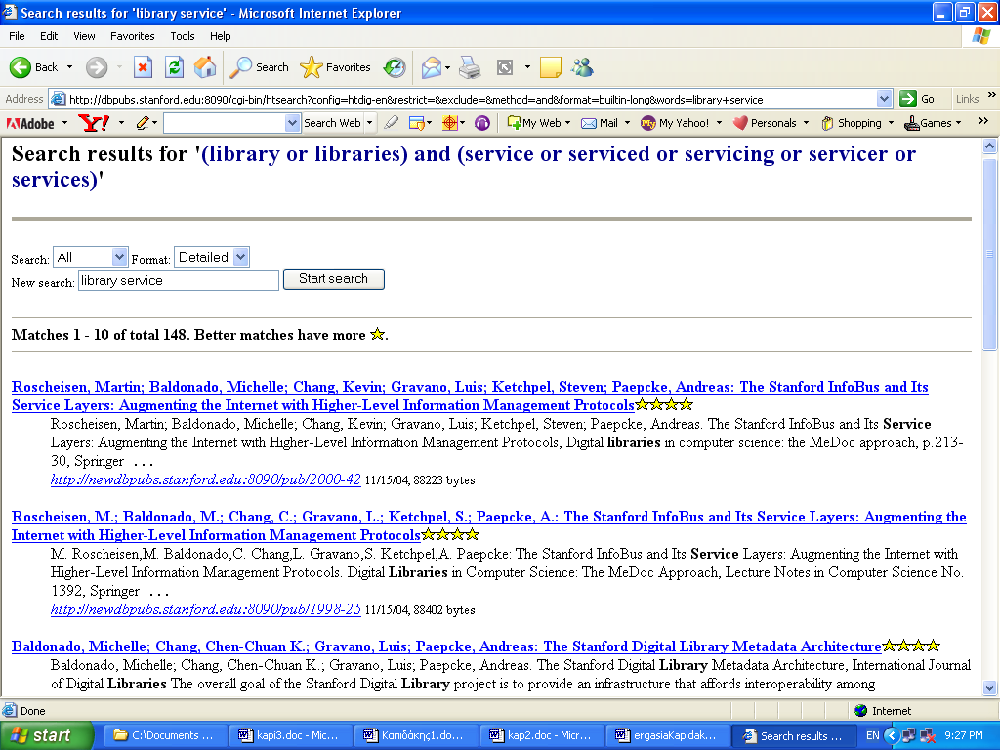 Search results for 'library service' - Microsoft Internet Explorer
File Edit View Favorites Tools Help
Back Search Favorites
Address http://dbpubs.stanford.edu:8090/cgi-bin/htsearch?config=htdig-en&restrict=&exclude=&method=and&format=builtin-long&words=library+service Go Links »
Adobe Y! Search Web My Web Mail My Yahoo! Personals Shopping Games »
Search results for '(library or libraries) and (service or serviced or servicing or servicer or
services)'
Search: All Format: Detailed
New search: library service Start search
Matches 1 - 10 of total 148. Better matches have more .
Roscheisen, Martin; Baldonado, Michelle; Chang, Kevin; Gravano, Luis; Ketchpel, Steven; Paepcke, Andreas: The Stanford InfoBus and Its
Service Layers: Augmenting the Internet with Higher-Level Information Management Protocols
Roscheisen, Martin; Baldonado, Michelle; Chang, Kevin; Gravano, Luis; Ketchpel, Steven; Paepcke, Andreas. The Stanford InfoBus and Its Service
Layers: Augmenting the Internet with Higher-Level Information Management Protocols, Digital libraries in computer science: the MeDoc approach, p.213-
30, Springer ...
http://newdbpubs.stanford.edu:8090/pub/2000-42 11/15/04, 88223 bytes
Roscheisen, M.; Baldonado, M.; Chang, C.; Gravano, L.; Ketchpel, S.; Paepcke, A.: The Stanford InfoBus and Its Service Layers: Augmenting the
Internet with Higher-Level Information Management Protocols
M. Roscheisen,M. Baldonado,C. Chang,L. Gravano,S. Ketchpel,A. Paepcke: The Stanford InfoBus and Its Service Layers: Augmenting the Internet with
Higher-Level Information Management Protocols. Digital Libraries in Computer Science: The MeDoc Approach, Lecture Notes in Computer Science No.
1392, Springer ...
http://newdbpubs.stanford.edu:8090/pub/1998-25 11/15/04, 88402 bytes
Baldonado, Michelle; Chang, Chen-Chuan K.; Gravano, Luis; Paepcke, Andreas: The Stanford Digital Library Metadata Architecture
Baldonado, Michelle; Chang, Chen-Chuan K.; Gravano, Luis; Paepcke, Andreas. The Stanford Digital Library Metadata Architecture, International Journal
of Digital Libraries The overall goal of the Stanford Digital Library project is to provide an infrastructure that affords interoperability among
Done Internet
start C:\Documents ... kapi3.doc - Mic... Καπιδάκης1.do... kap2.doc - Micr... ergasiaKapidak... Search results ... EN 9:27 PM